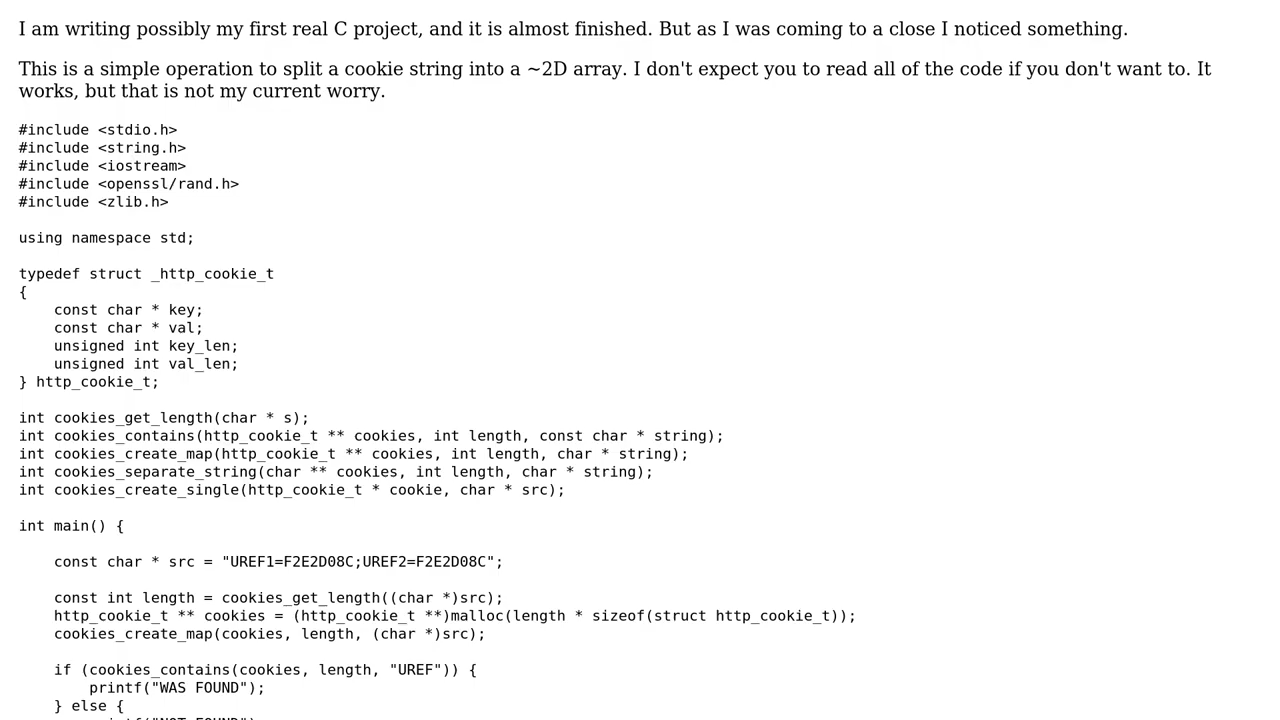 I am writing possibly my first real C project, and it is almost finished. But as I was coming to a close I noticed something.
This is a simple operation to split a cookie string into a ~2D array. I don't expect you to read all of the code if you don't want to. It
works, but that is not my current worry.
#include <stdio.h>
#include <string.h>
#include <iostream>
#include <openssl/rand.h>
#include <zlib.h>
using namespace std;
typedef struct _http_cookie_t
{
    const char * key;
    const char * val;
    unsigned int key_len;
    unsigned int val_len;
} http_cookie_t;
int cookies_get_length(char * s);
int cookies_contains(http_cookie_t ** cookies, int length, const char * string);
int cookies_create_map(http_cookie_t ** cookies, int length, char * string);
int cookies_separate_string(char ** cookies, int length, char * string);
int cookies_create_single(http_cookie_t * cookie, char * src);
int main() {
    const char * src = "UREF1=F2E2D08C;UREF2=F2E2D08C";
    const int length = cookies_get_length((char *)src);
    http_cookie_t ** cookies = (http_cookie_t **)malloc(length * sizeof(struct http_cookie_t));
    cookies_create_map(cookies, length, (char *)src);
    if (cookies_contains(cookies, length, "UREF")) {
        printf("WAS FOUND");
    } else {